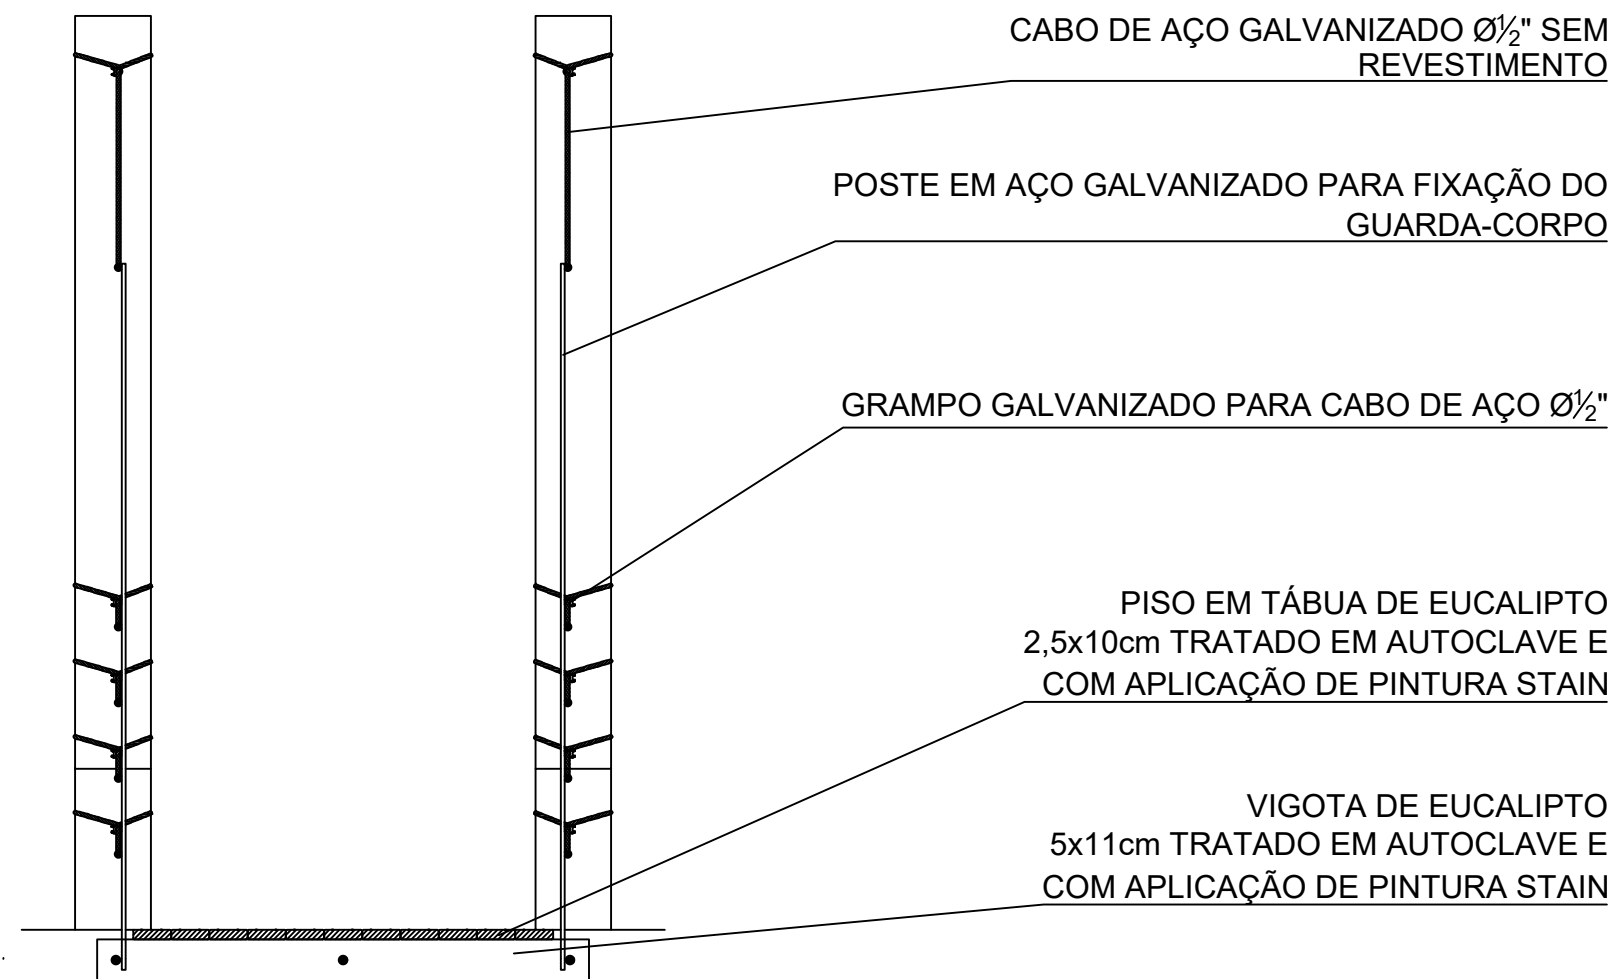 CABO DE AÇO GALVANIZADO Ø½" SEM
REVESTIMENTO
POSTE EM AÇO GALVANIZADO PARA FIXAÇÃO DO
GUARDA-CORPO
GRAMPO GALVANIZADO PARA CABO DE AÇO Ø½"
PISO EM TÁBUA DE EUCALIPTO
2,5x10cm TRATADO EM AUTOCLAVE E
COM APLICAÇÃO DE PINTURA STAIN
VIGOTA DE EUCALIPTO
5x11cm TRATADO EM AUTOCLAVE E
COM APLICAÇÃO DE PINTURA STAIN